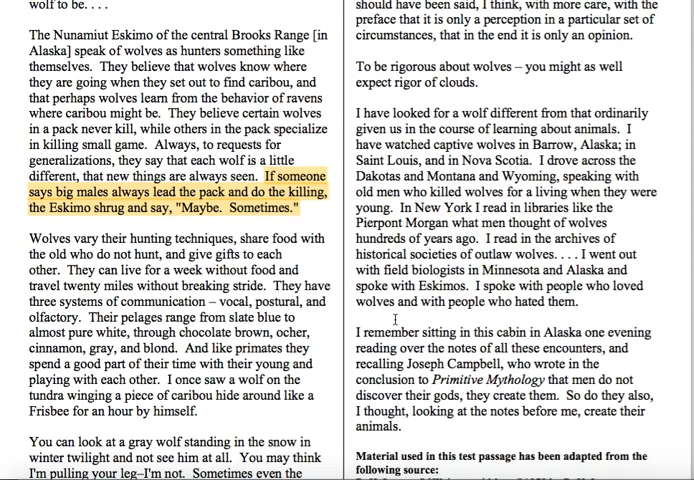 wolf to be. . . .
The Nunamiut Eskimo of the central Brooks Range [in
Alaska] speak of wolves as hunters something like
themselves.  They believe that wolves know where
they are going when they set out to find caribou, and
that perhaps wolves learn from the behavior of ravens
where caribou might be.  They believe certain wolves
in a pack never kill, while others in the pack specialize
in killing small game.  Always, to requests for
generalizations, they say that each wolf is a little
different, that new things are always seen.  If someone
says big males always lead the pack and do the killing,
the Eskimo shrug and say, "Maybe.  Sometimes."
Wolves vary their hunting techniques, share food with
the old who do not hunt, and give gifts to each
other.  They can live for a week without food and
travel twenty miles without breaking stride.  They have
three systems of communication – vocal, postural, and
olfactory.  Their pelages range from slate blue to
almost pure white, through chocolate brown, ocher,
cinnamon, gray, and blond.  And like primates they
spend a good part of their time with their young and
playing with each other.  I once saw a wolf on the
tundra winging a piece of caribou hide around like a
Frisbee for an hour by himself.
You can look at a gray wolf standing in the snow in
winter twilight and not see him at all.  You may think
I'm pulling your leg–I'm not.  Sometimes even the
should have been said, I think, with more care, with the
preface that it is only a perception in a particular set of
circumstances, that in the end it is only an opinion.
To be rigorous about wolves – you might as well
expect rigor of clouds.
I have looked for a wolf different from that ordinarily
given us in the course of learning about animals.  I
have watched captive wolves in Barrow, Alaska; in
Saint Louis, and in Nova Scotia.  I drove across the
Dakotas and Montana and Wyoming, speaking with
old men who killed wolves for a living when they were
young.  In New York I read in libraries like the
Pierpont Morgan what men thought of wolves
hundreds of years ago.  I read in the archives of
historical societies of outlaw wolves. . . . I went out
with field biologists in Minnesota and Alaska and
spoke with Eskimos.  I spoke with people who loved
wolves and with people who hated them.
I remember sitting in this cabin in Alaska one evening
reading over the notes of all these encounters, and
recalling Joseph Campbell, who wrote in the
conclusion to Primitive Mythology that men do not
discover their gods, they create them.  So do they also,
I thought, looking at the notes before me, create their
animals.
Material used in this test passage has been adapted from the
following source: